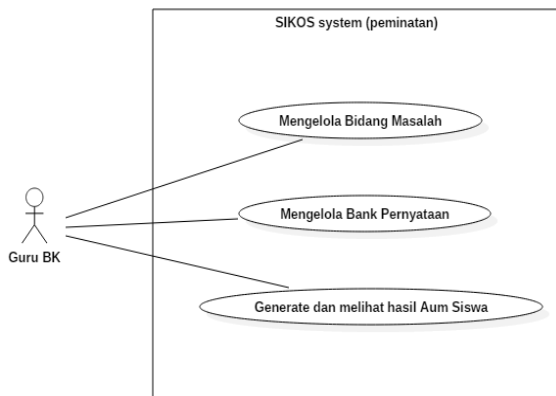 SIKOS system (peminatan)
Mengelola Bidang Masalah
Mengelola Bank Pernyataan
Guru BK
Generate dan melihat hasil Aum Siswa